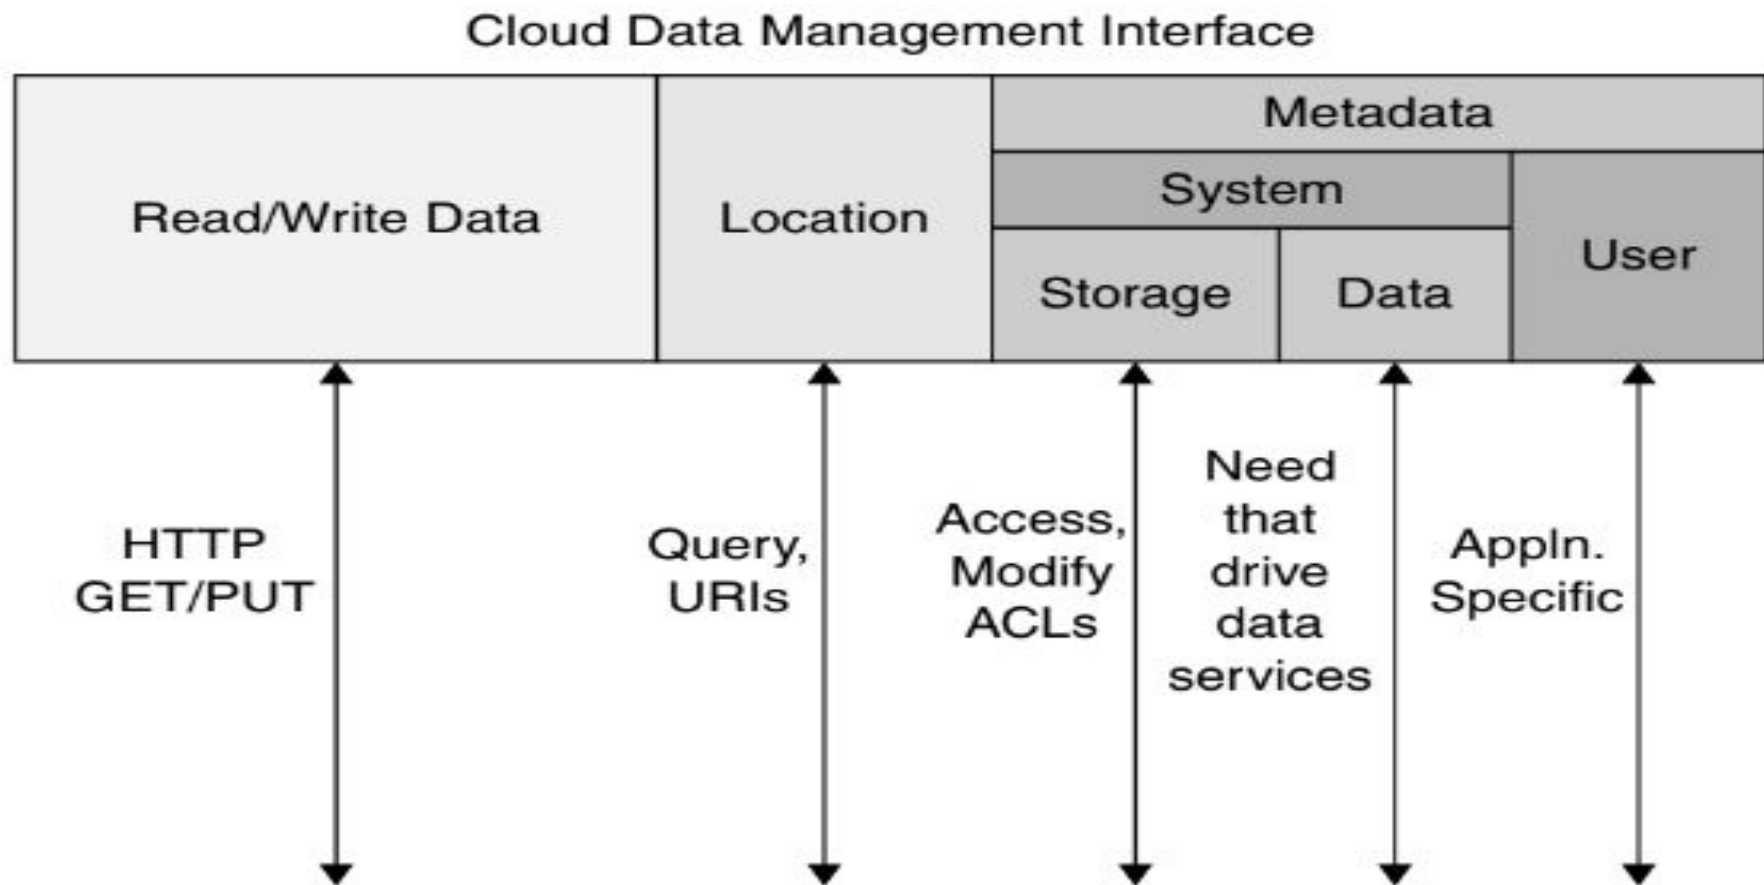 Cloud Data Management Interface
Read/Write Data
Location
Metadata
System
Storage
Data
User
HTTP
GET/PUT
Query,
URIs
Access,
Modify
ACLs
Need
that
drive
data
services
Appln.
Specific